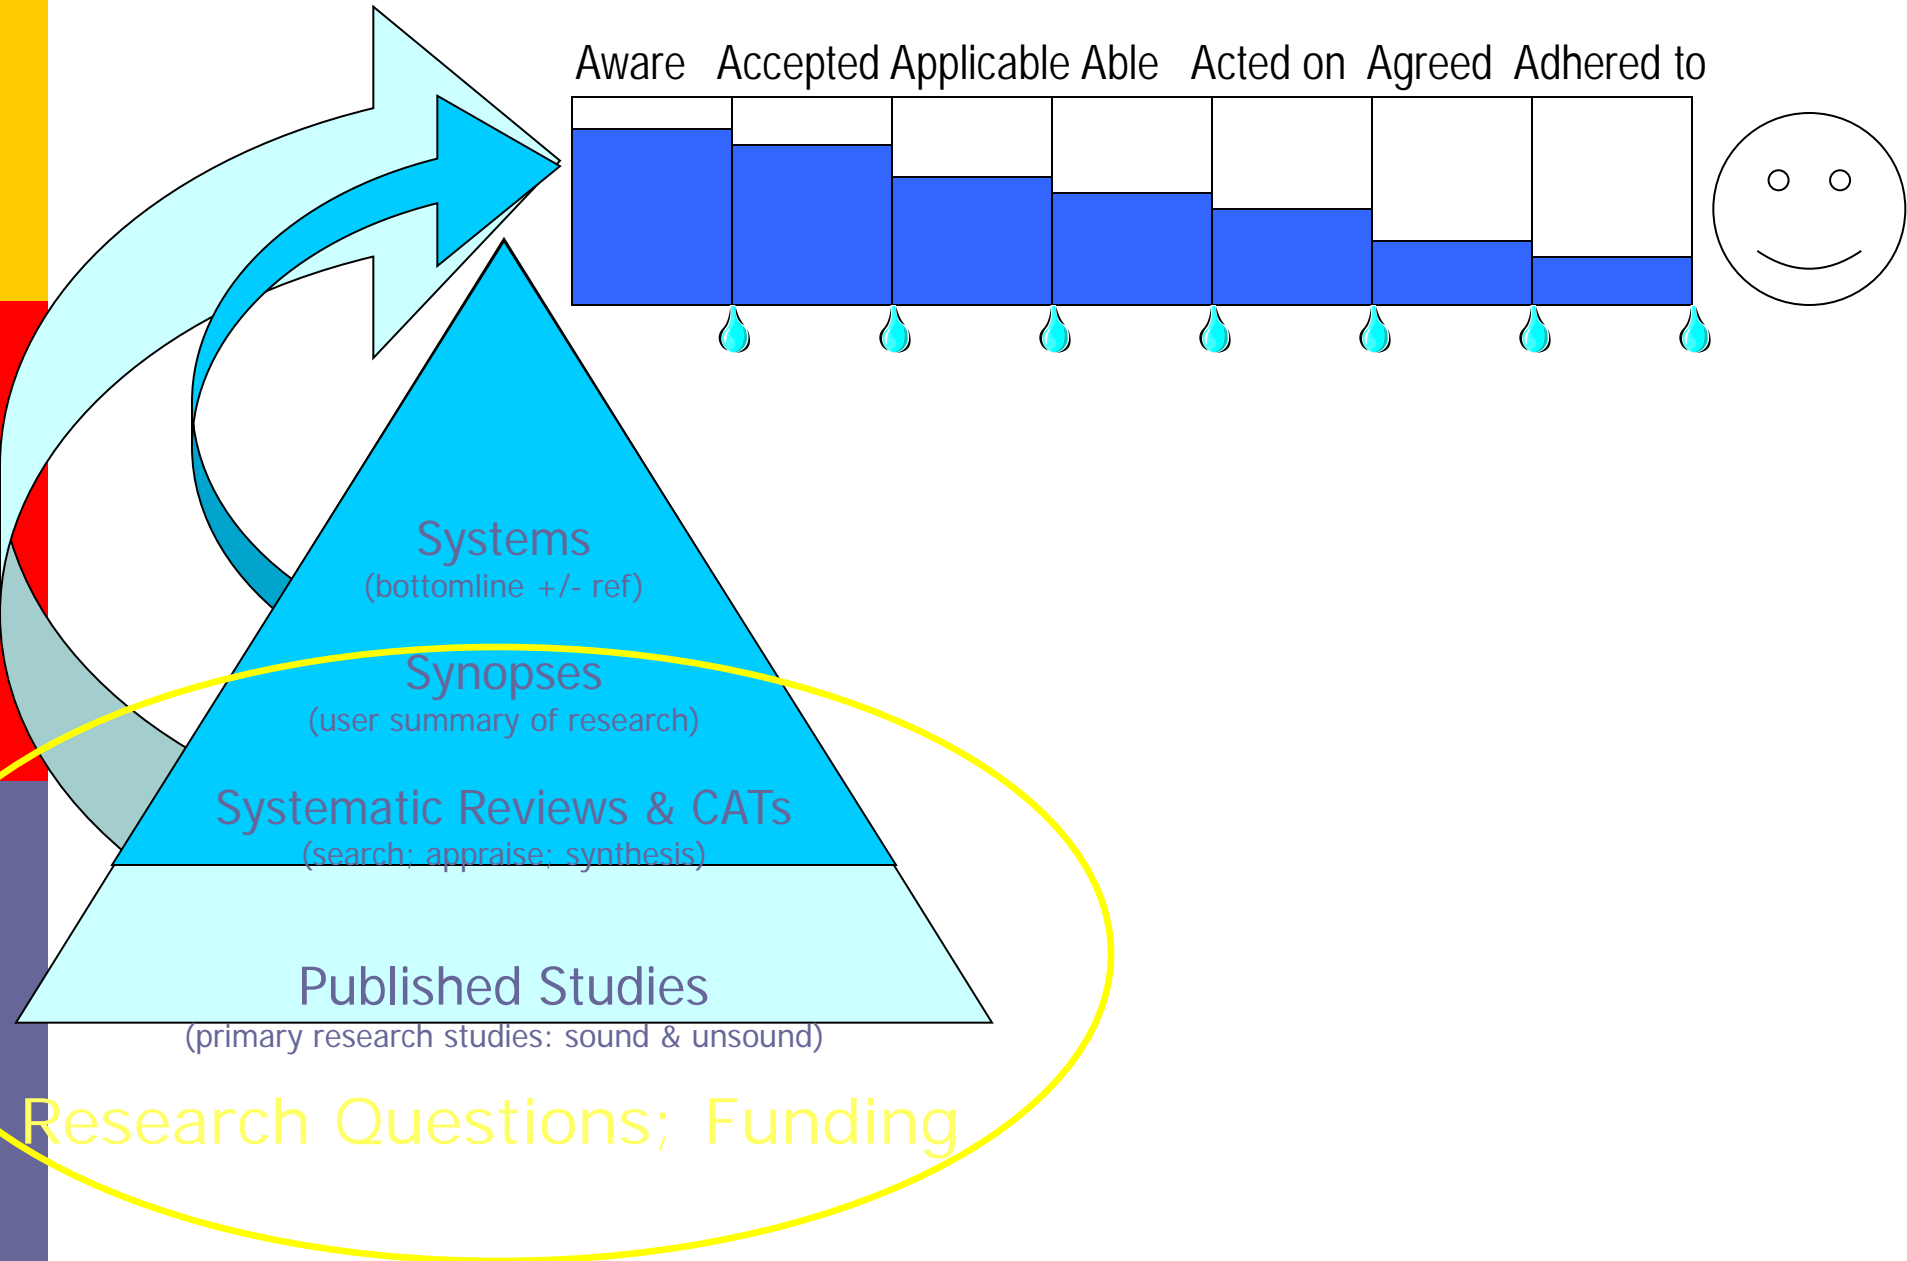 Aware Accepted Applicable Able Acted on Agreed Adhered to
Systems
(bottomline +/- ref)
Synopses
(user summary of research)
Systematic Reviews & CATs
(search; appraise; synthesis)
Published Studies
(primary research studies: sound & unsound)
Research Questions; Funding